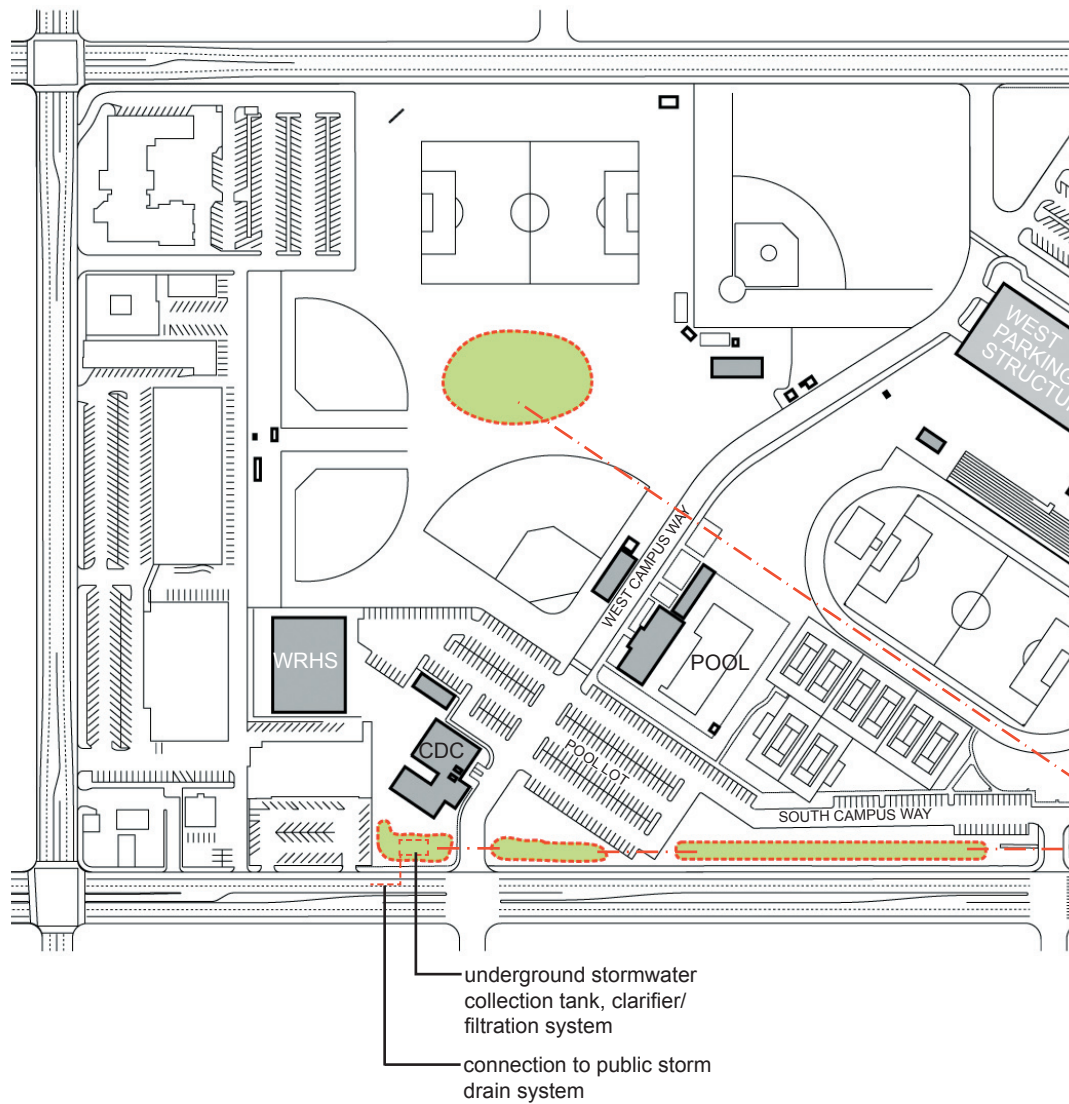 WEST
PARKING
WEST CAMPUS WAY
WRHS
POOL
CDC
POOL LOT
SOUTH CAMPUS WAY
underground stormwater
collection tank, clarifier/
filtration system
connection to public storm
drain system